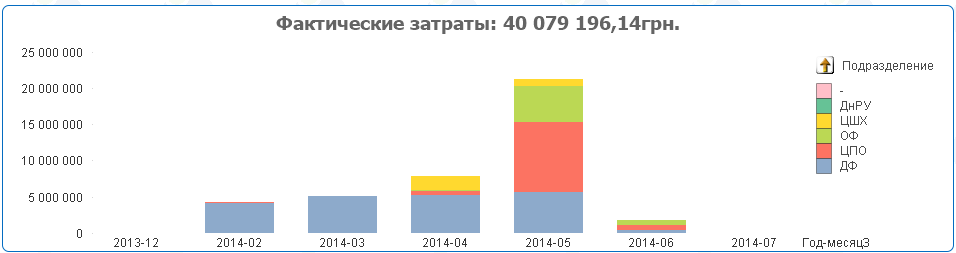 Фактические затраты: 40 079 196,14грн.
25 000 000
20 000 000
15 000 000
10 000 000
5 000 000
0
2013-12 2014-02 2014-03 2014-04 2014-05 2014-06 2014-07 Год-месяц3
Подразделение
-
ДнРУ
ЦШХ
ОФ
ЦПО
ДФ